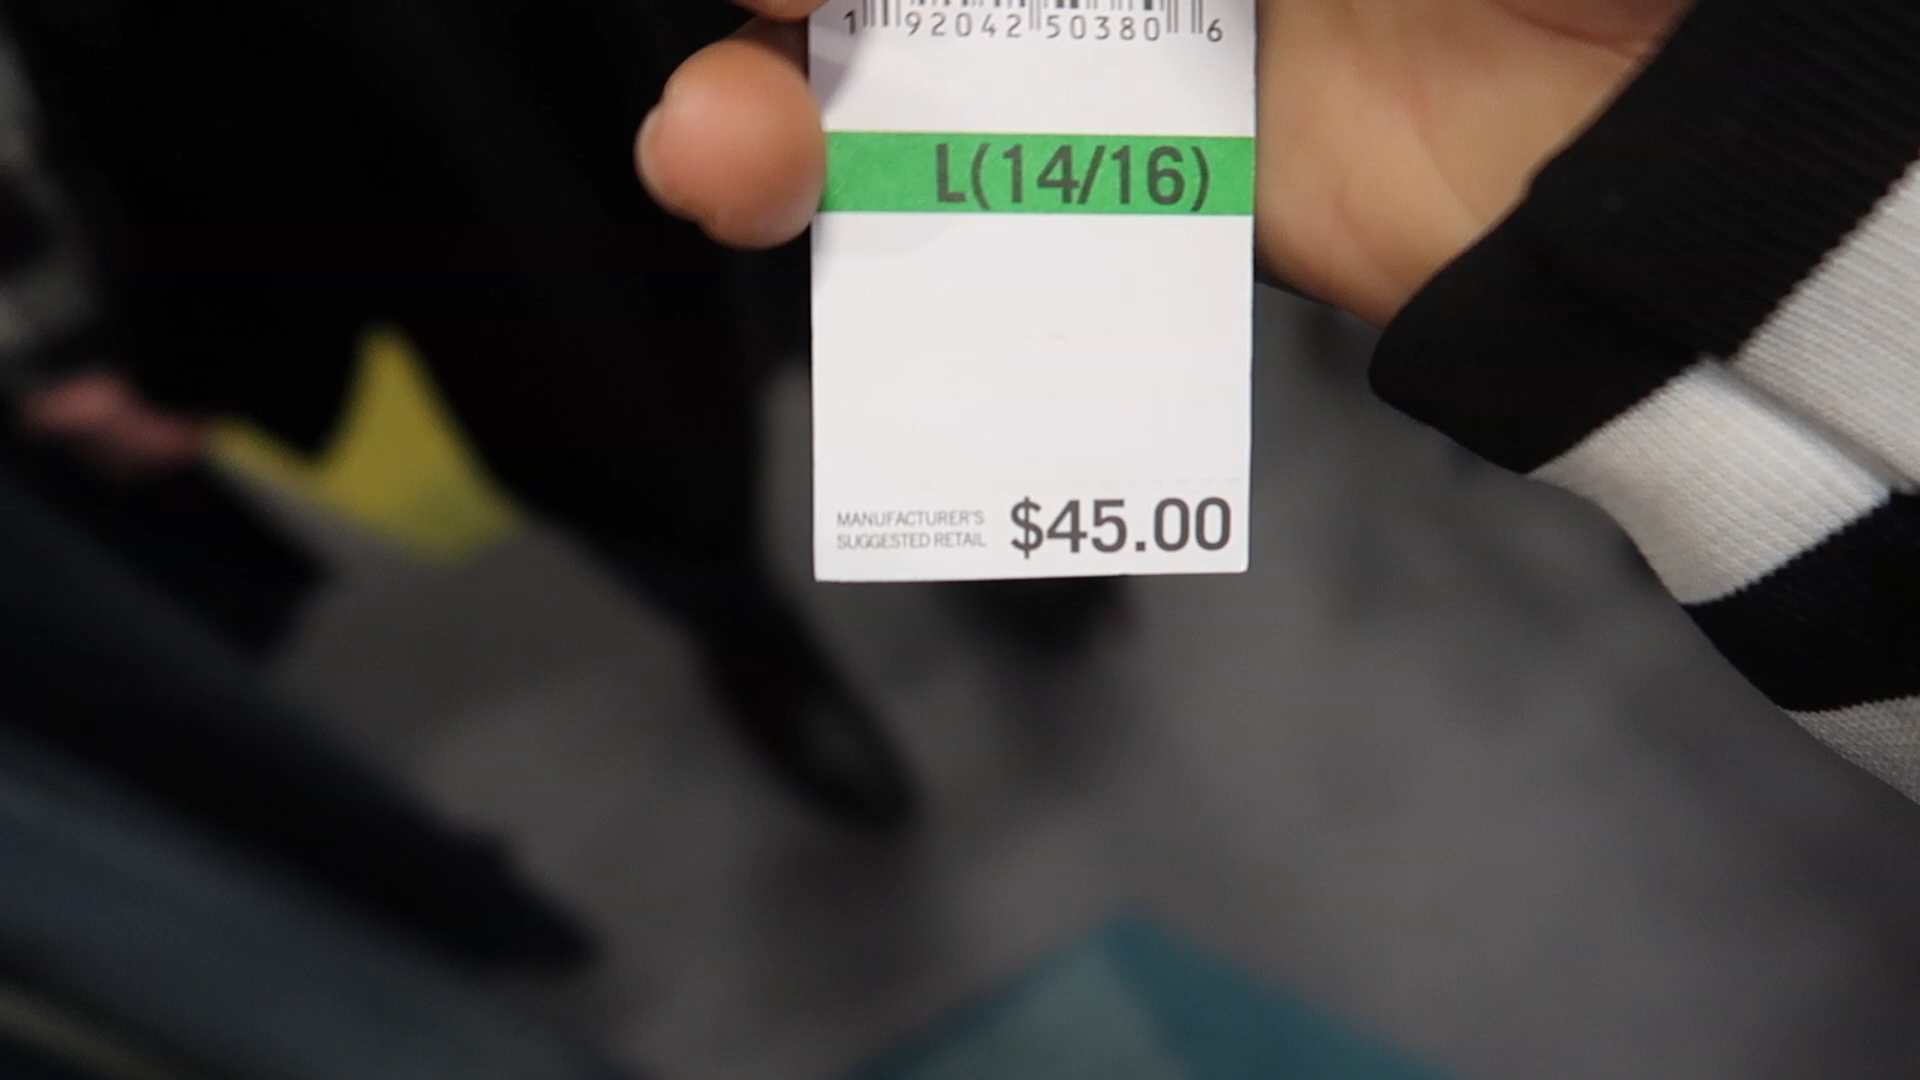 1 92042 50380 6
L(14/16)
MANUFACTURER'S
SUGGESTED RETAIL
$45.00